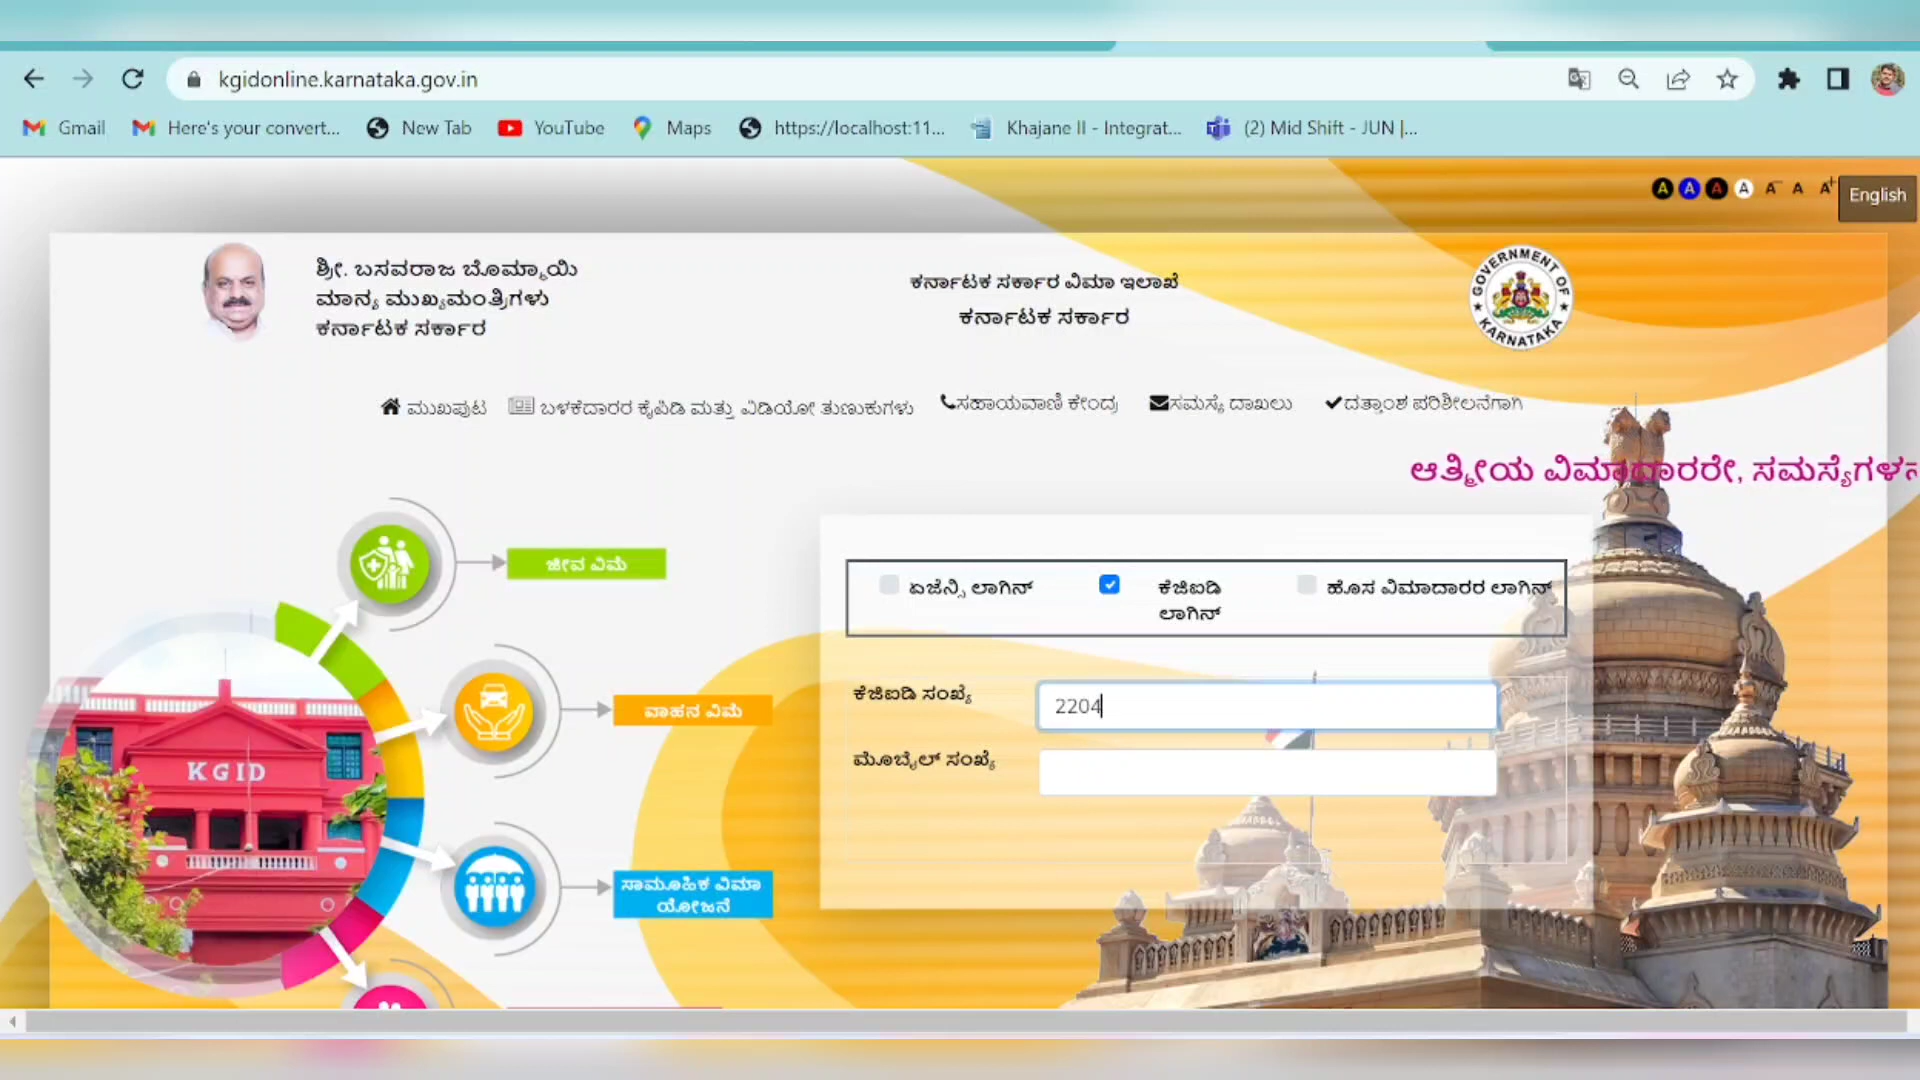 kgidonline.karnataka.gov.in
Gmail
Here's your convert...
New Tab
YouTube
Maps
https://localhost:11...
Khajane II - Integrat...
(2) Mid Shift - JUN |...
A A A A A- A A+
English
ಶ್ರೀ. ಬಸವರಾಜ ಬೊಮ್ಮಾಯಿ
ಮಾನ್ಯ ಮುಖ್ಯಮಂತ್ರಿಗಳು
ಕರ್ನಾಟಕ ಸರ್ಕಾರ
ಕರ್ನಾಟಕ ಸರ್ಕಾರ ವಿಮಾ ಇಲಾಖೆ
ಕರ್ನಾಟಕ ಸರ್ಕಾರ
GOVERNMENT OF
KARNATAKA
ಮುಖಪುಟ
ಬಳಕೆದಾರರ ಕೈಪಿಡಿ ಮತ್ತು ವಿಡಿಯೋ ತುಣುಕುಗಳು
ಸಹಾಯವಾಣಿ ಕೇಂದ್ರ
ಸಮಸ್ಯೆ ದಾಖಲು
ದತ್ತಾಂಶ ಪರಿಶೀಲನೆಗಾಗಿ
ಆತ್ಮೀಯ ವಿಮಾದಾರರೇ, ಸಮಸ್ಯೆಗಳನ
ಜೀವ ವಿಮೆ
ಏಜೆನ್ಸಿ ಲಾಗಿನ್
ಕೆಜಿಐಡಿ
ಲಾಗಿನ್
ಹೊಸ ವಿಮಾದಾರರ ಲಾಗಿನ್
ಕೆಜಿಐಡಿ ಸಂಖ್ಯೆ
2204
ವಾಹನ ವಿಮೆ
ಮೊಬೈಲ್ ಸಂಖ್ಯೆ
KGID
ಸಾಮೂಹಿಕ ವಿಮಾ
ಯೋಜನೆ